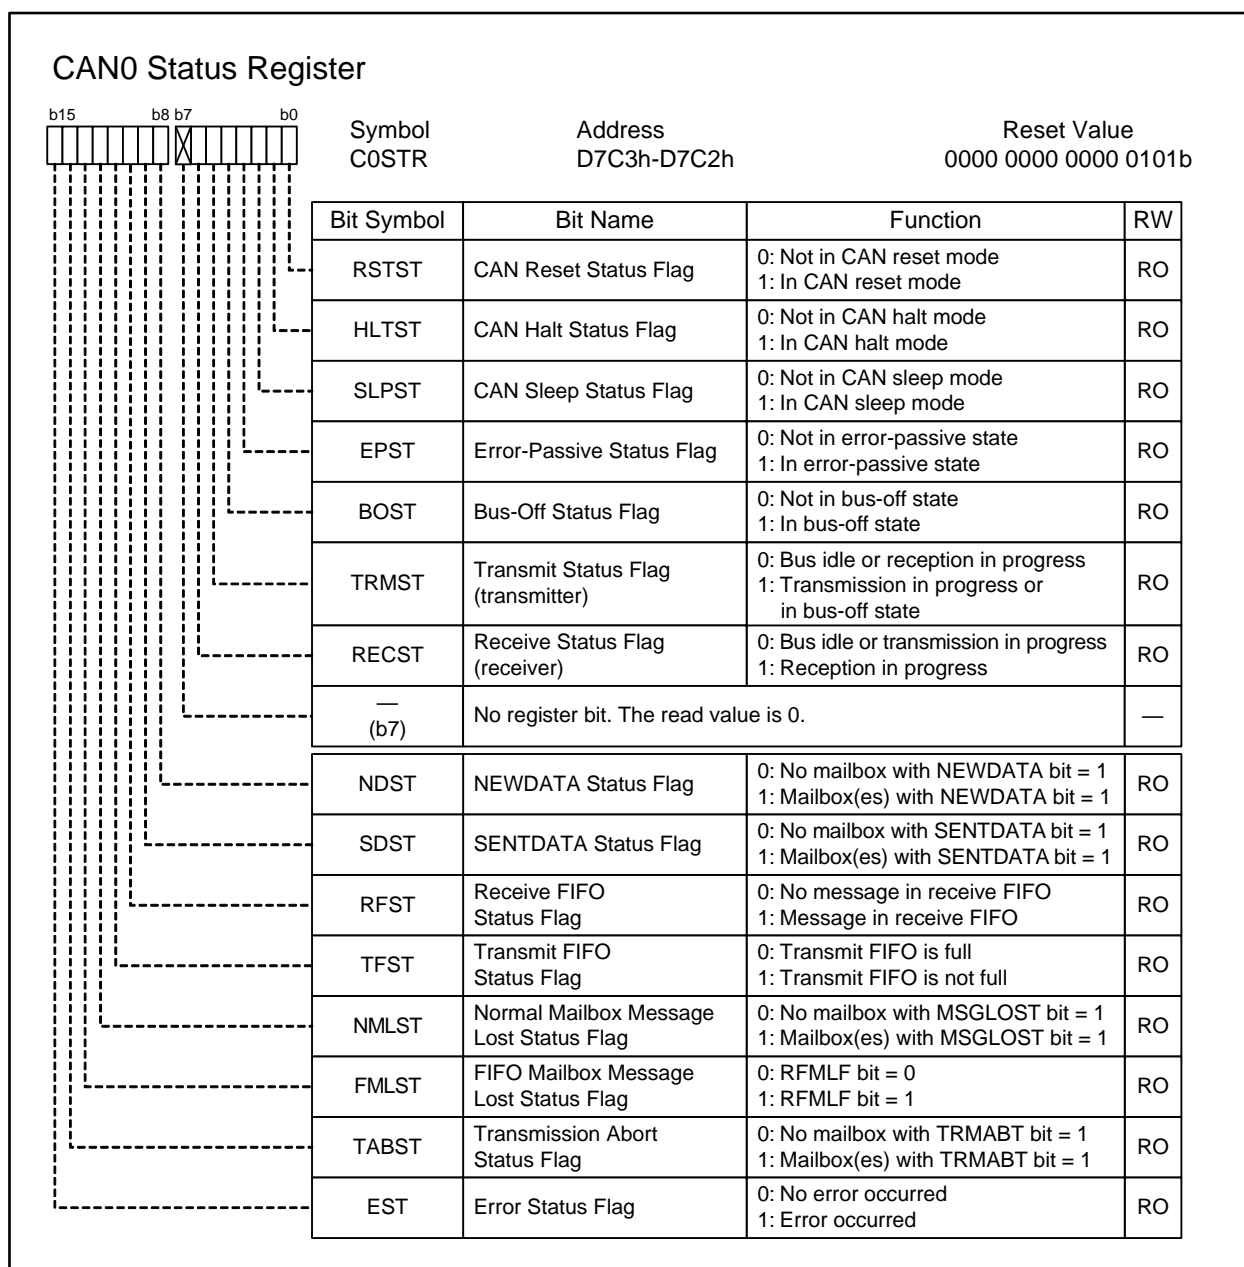 CAN0 Status Register
b15 b8 b7 b0
Symbol Address Reset Value
C0STR D7C3h-D7C2h 0000 0000 0000 0101b
Bit Symbol Bit Name Function RW
RSTST CAN Reset Status Flag 0: Not in CAN reset mode RO
1: In CAN reset mode
HLTST CAN Halt Status Flag 0: Not in CAN halt mode RO
1: In CAN halt mode
SLPST CAN Sleep Status Flag 0: Not in CAN sleep mode RO
1: In CAN sleep mode
EPST Error-Passive Status Flag 0: Not in error-passive state RO
1: In error-passive state
BOST Bus-Off Status Flag 0: Not in bus-off state RO
1: In bus-off state
TRMST Transmit Status Flag 0: Bus idle or reception in progress RO
(transmitter) 1: Transmission in progress or
in bus-off state
RECST Receive Status Flag 0: Bus idle or transmission in progress RO
(receiver) 1: Reception in progress
— No register bit. The read value is 0. —
(b7)
NDST NEWDATA Status Flag 0: No mailbox with NEWDATA bit = 1 RO
1: Mailbox(es) with NEWDATA bit = 1
SDST SENTDATA Status Flag 0: No mailbox with SENTDATA bit = 1 RO
1: Mailbox(es) with SENTDATA bit = 1
RFST Receive FIFO 0: No message in receive FIFO RO
Status Flag 1: Message in receive FIFO
TFST Transmit FIFO 0: Transmit FIFO is full RO
Status Flag 1: Transmit FIFO is not full
NMLST Normal Mailbox Message 0: No mailbox with MSGLOST bit = 1 RO
Lost Status Flag 1: Mailbox(es) with MSGLOST bit = 1
FMLST FIFO Mailbox Message 0: RFMLF bit = 0 RO
Lost Status Flag 1: RFMLF bit = 1
TABST Transmission Abort 0: No mailbox with TRMABT bit = 1 RO
Status Flag 1: Mailbox(es) with TRMABT bit = 1
EST Error Status Flag 0: No error occurred RO
1: Error occurred